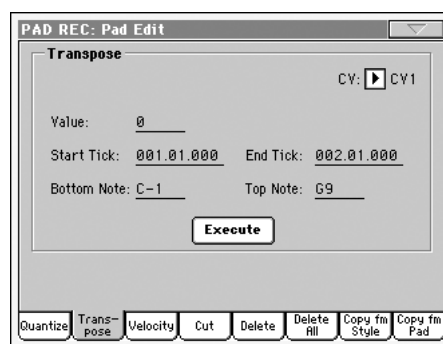 PAD REC: Pad Edit
Transpose
CV: CV1
Value: 0
Start Tick: 001.01.000 End Tick: 002.01.000
Bottom Note: C-1 Top Note: G9
Execute
Quantize Trans-pose Velocity Cut Delete Delete All Copy fm Style Copy fm Pad